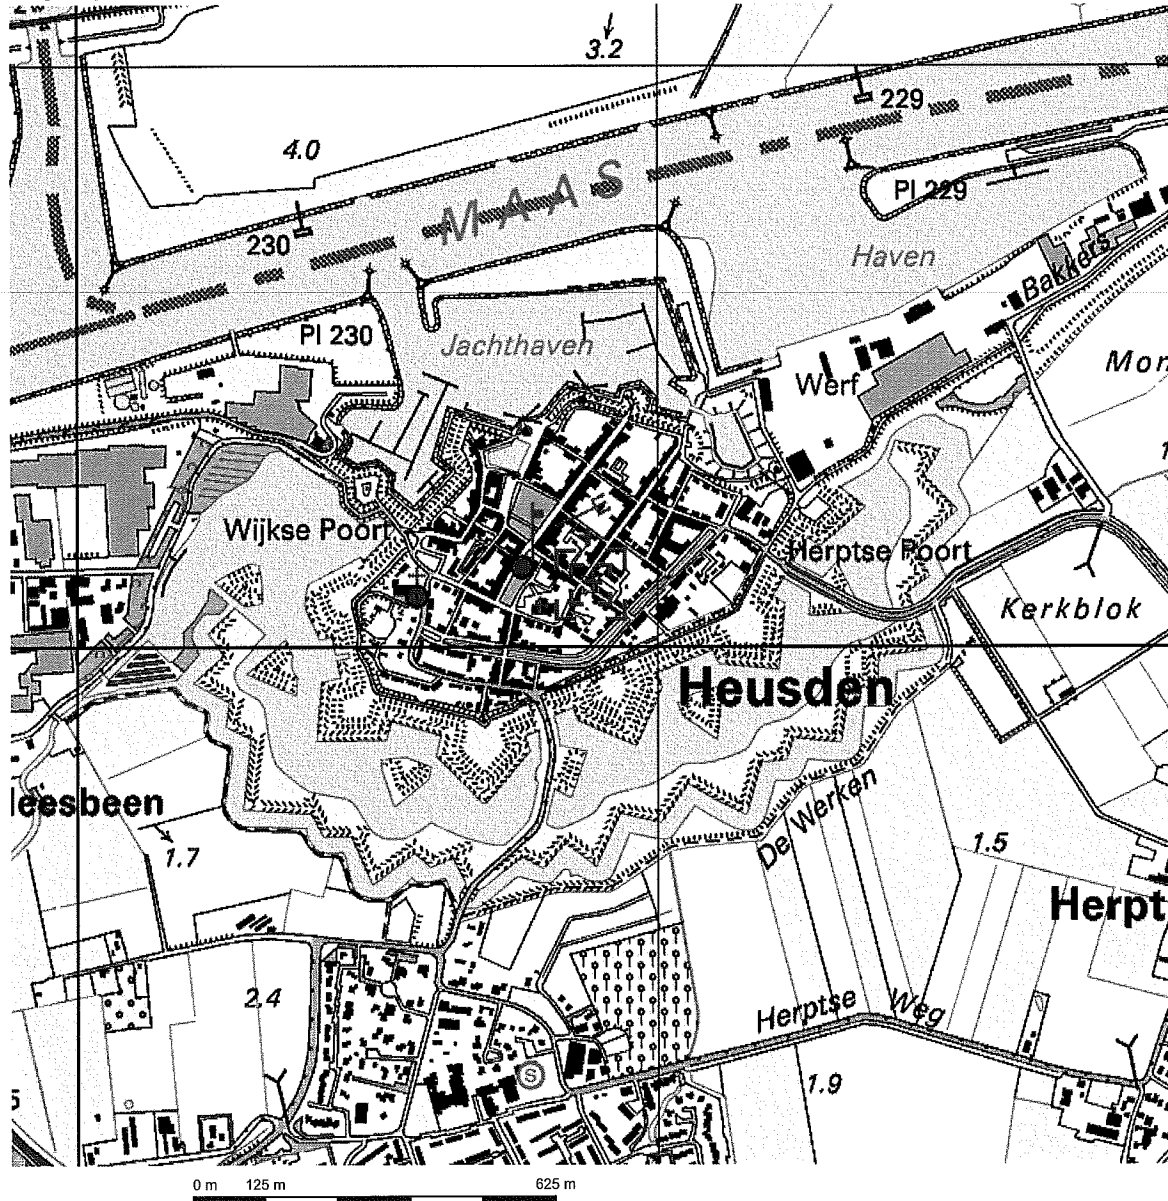 3.2
229
4.0
MAAS
Pl 229
230
Haven
Bakkers
Pl 230
Jachthaven
Mon
Werf
Wijkse Poort
Herptse Poort
Kerkblok
Heusden
leesbeen
De Werken
1.7
1.5
Herpt
2.4
Herptse Weg
S
1.9
0 m 125 m 625 m